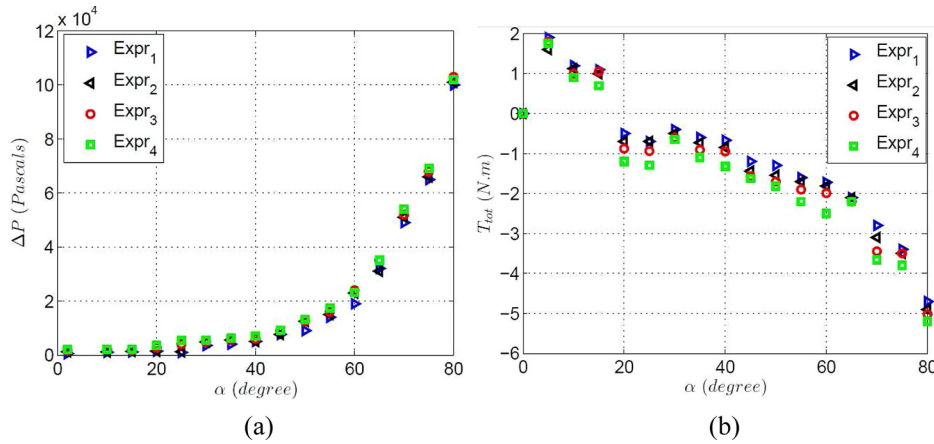 12 x 10⁴
10
8
6
4
2
0
0 20 40 60 80
ΔP (Pascals)
α (degree)
Expr₁
Expr₂
Expr₃
Expr₄
(a)
2
1
0
−1
−2
−3
−4
−5
−6
0 20 40 60 80
T_tot (N.m)
α (degree)
Expr₁
Expr₂
Expr₃
Expr₄
(b)